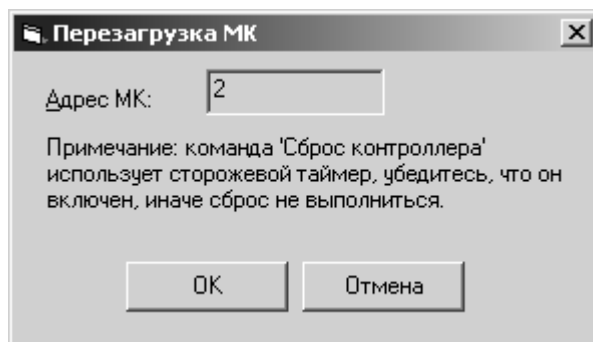 Перезагрузка МК
Адрес МК: 2
Примечание: команда 'Сброс контроллера'
использует сторожевой таймер, убедитесь, что он
включен, иначе сброс не выполниться.
OK Отмена